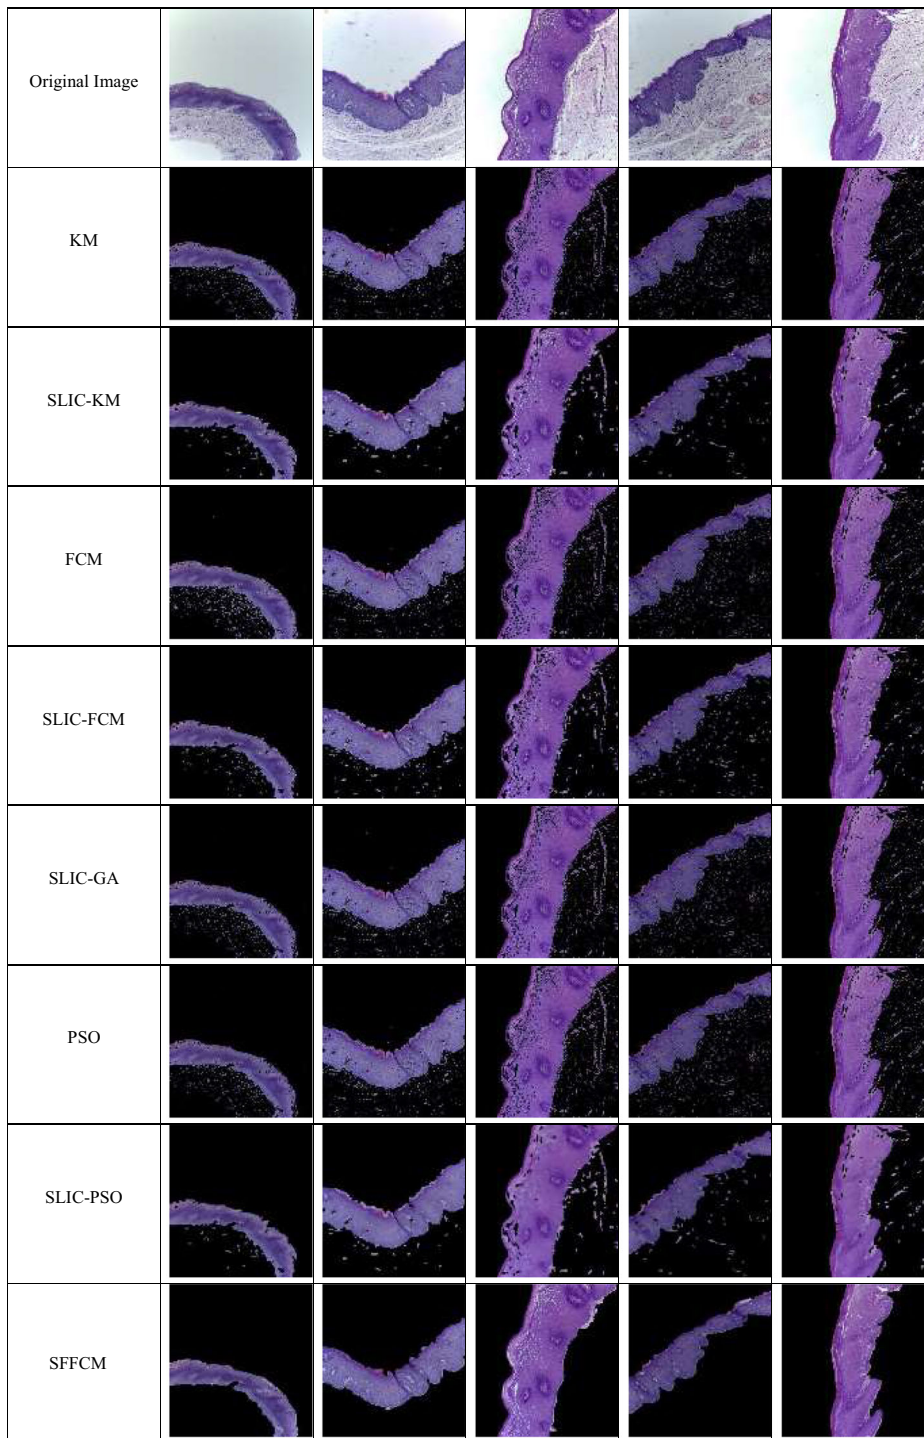 Original Image
KM
SLIC-KM
FCM
SLIC-FCM
SLIC-GA
PSO
SLIC-PSO
SFFCM